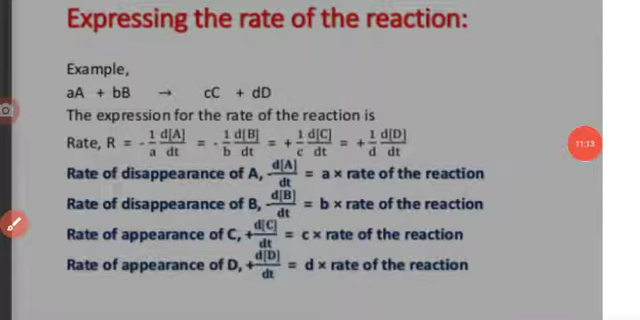 Expressing the rate of the reaction:
Example,
aA + bB → cC + dD
The expression for the rate of the reaction is
Rate, R = - 1/a d[A]/dt = - 1/b d[B]/dt = + 1/c d[C]/dt = + 1/d d[D]/dt
Rate of disappearance of A, - d[A]/dt = a x rate of the reaction
Rate of disappearance of B, - d[B]/dt = b x rate of the reaction
Rate of appearance of C, + d[C]/dt = c x rate of the reaction
Rate of appearance of D, + d[D]/dt = d x rate of the reaction
11:13